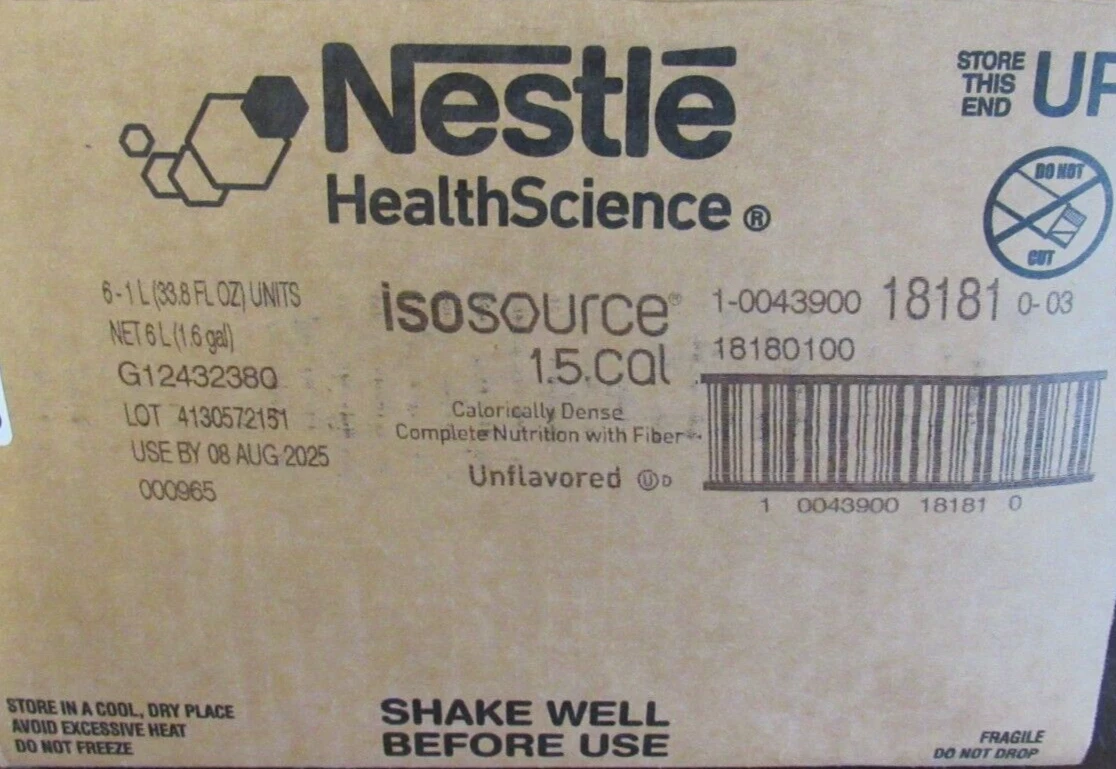 Nestlē
HealthScience®
STORE
THIS
END
DO NOT
CUT
6-1 L (33.8 FL OZ) UNITS
NET 6 L (1.6 gal)
G1243238Q
LOT 4130572151
USE BY 08 AUG 2025
000965
isosource®
1.5.cal
Calorically Dense
Complete Nutrition with Fiber
Unflavored Ⓤ D
1-0043900 18181 0-03
18180100
1 0043900 18181 0
STORE IN A COOL, DRY PLACE
AVOID EXCESSIVE HEAT
DO NOT FREEZE
SHAKE WELL
BEFORE USE
FRAGILE
DO NOT DROP